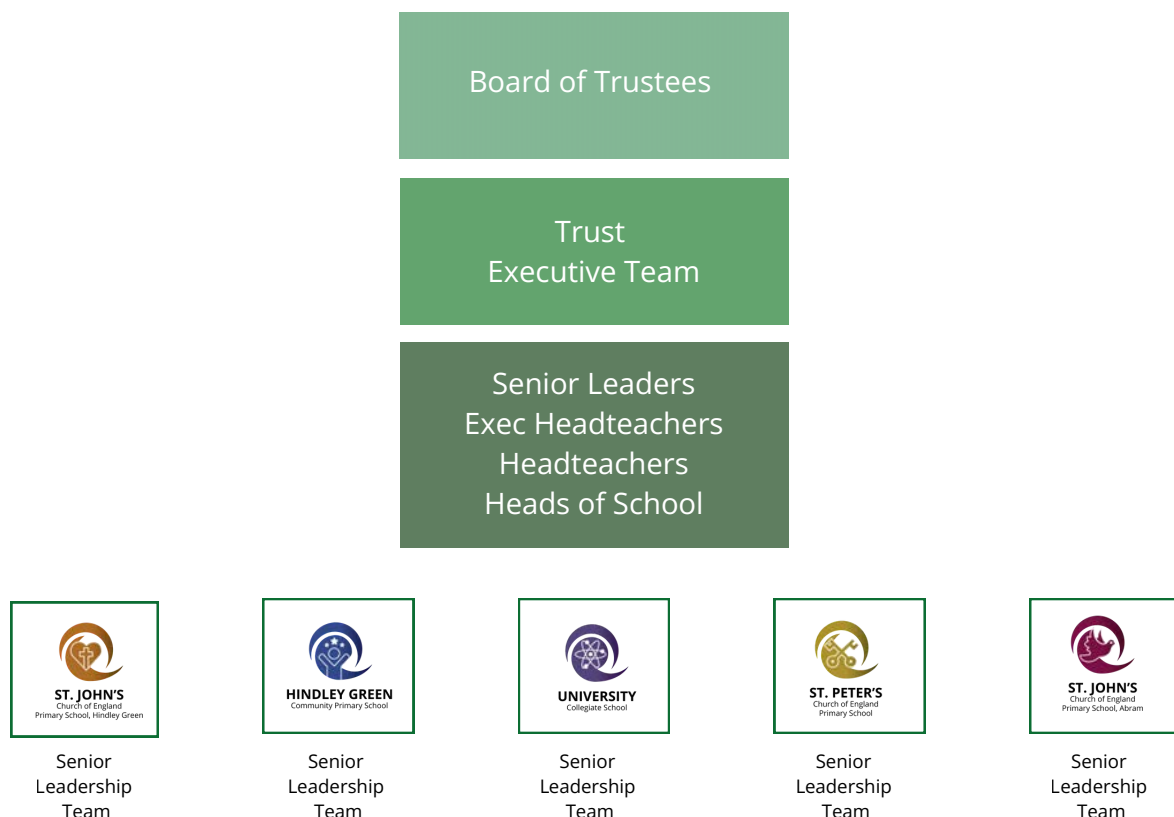 Board of Trustees
Trust
Executive Team
Senior Leaders
Exec Headteachers
Headteachers
Heads of School
ST. JOHN'S
Church of England
Primary School, Hindley Green
Senior
Leadership
Team
HINDLEY GREEN
Community Primary School
Senior
Leadership
Team
UNIVERSITY
Collegiate School
Senior
Leadership
Team
ST. PETER'S
Church of England
Primary School
Senior
Leadership
Team
ST. JOHN'S
Church of England
Primary School, Abram
Senior
Leadership
Team